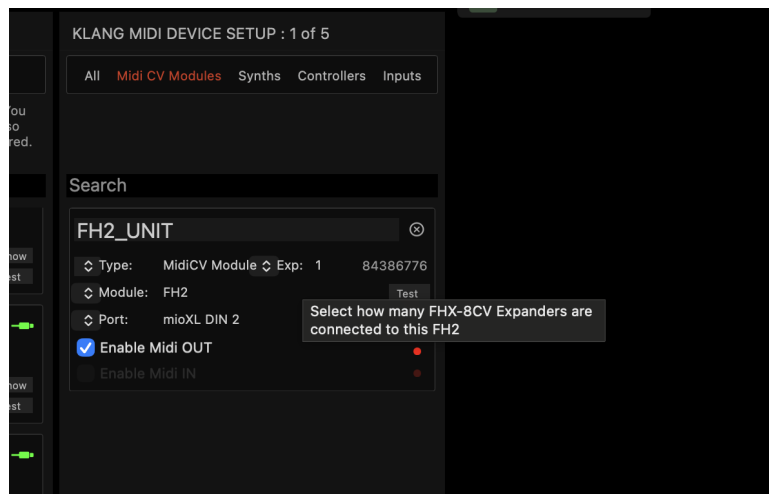 KLANG MIDI DEVICE SETUP : 1 of 5
All Midi CV Modules Synths Controllers Inputs
so
red.
Search
FH2_UNIT
Type: MidiCV Module Exp: 1 84386776
Module: FH2 Test
Port: mioXL DIN 2
Select how many FHX-8CV Expanders are
connected to this FH2
Enable Midi OUT
Enable Midi IN